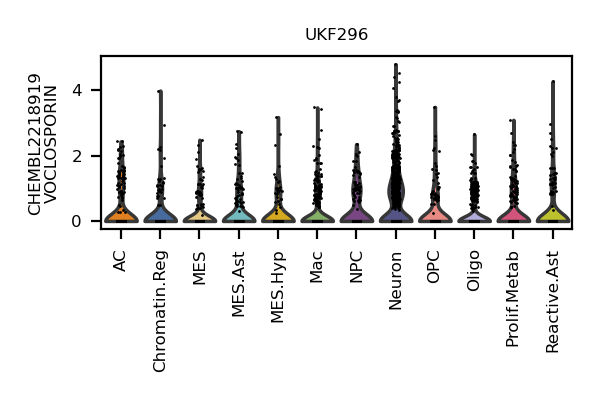 UKF296
CHEMBL2218919
VOCLOSPORIN
4
2
0
AC
Chromatin.Reg
MES
MES.Ast
MES.Hyp
Mac
NPC
Neuron
OPC
Oligo
Prolif.Metab
Reactive.Ast